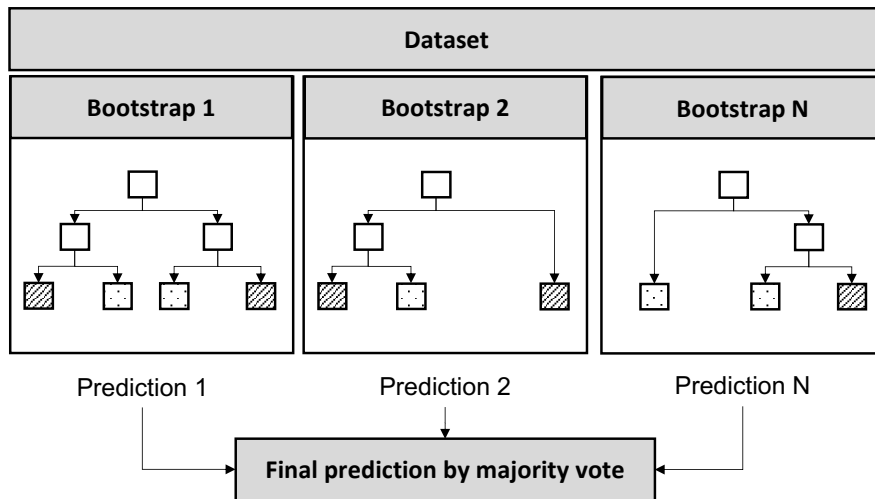 Dataset
Bootstrap 1
Bootstrap 2
Bootstrap N
Prediction 1
Prediction 2
Prediction N
Final prediction by majority vote